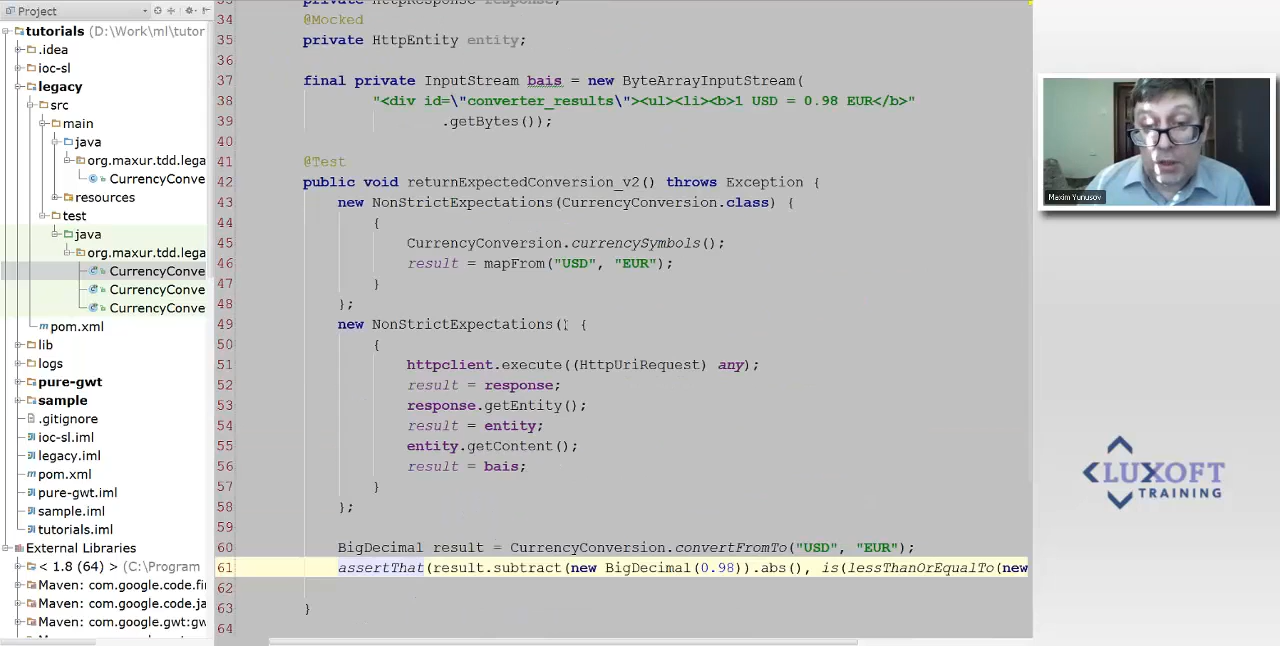 Project
tutorials (D:\Work\ml\tutor
.idea
ioc-sl
legacy
src
main
java
org.maxur.tdd.lega
CurrencyConve
resources
test
java
org.maxur.tdd.lega
CurrencyConve
CurrencyConve
CurrencyConve
pom.xml
lib
logs
pure-gwt
sample
.gitignore
ioc-sl.iml
legacy.iml
pom.xml
pure-gwt.iml
sample.iml
tutorials.iml
External Libraries
< 1.8 (64) > (C:\Program
Maven: com.google.code.fi
Maven: com.google.code.ja
Maven: com.google.gwt:gw
33 private HttpResponse response;
34 @Mocked
35 private HttpEntity entity;
36
37 final private InputStream bais = new ByteArrayInputStream(
38 "<div id=\"converter_results\"><ul><li><b>1 USD = 0.98 EUR</b>"
39 .getBytes());
40
41 @Test
42 public void returnExpectedConversion_v2() throws Exception {
43 new NonStrictExpectations(CurrencyConversion.class) {
44 {
45 CurrencyConversion.currencySymbols();
46 result = mapFrom("USD", "EUR");
47 }
48 };
49 new NonStrictExpectations() {
50 {
51 httpclient.execute((HttpUriRequest) any);
52 result = response;
53 response.getEntity();
54 result = entity;
55 entity.getContent();
56 result = bais;
57 }
58 };
59
60 BigDecimal result = CurrencyConversion.convertFromTo("USD", "EUR");
61 assertThat(result.subtract(new BigDecimal(0.98)).abs(), is(lessThanOrEqualTo(new
62
63 }
64
Maxim Yunusov
LUXOFT
TRAINING